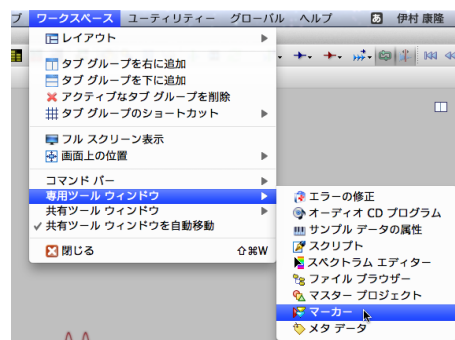 プ ワークスペース ユーティリティー グローバル ヘルプ あ 伊村 康隆
レイアウト
タブ グループを右に追加
タブ グループを下に追加
アクティブなタブ グループを削除
タブ グループのショートカット
フル スクリーン表示
画面上の位置
コマンド バー
専用ツール ウィンドウ
共有ツール ウィンドウ
✓共有ツール ウィンドウを自動移動
閉じる ⇧⌘W
エラーの修正
オーディオ CD プログラム
サンプル データの属性
スクリプト
スペクトラム エディター
ファイル ブラウザー
マスター プロジェクト
マーカー
メタ データ